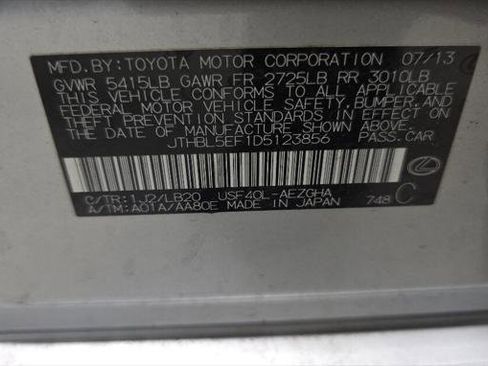 MFD.BY:TOYOTA MOTOR CORPORATION 07/13
GVWR 5415LB GAWR FR 2725LB RR 3010LB
THIS VEHICLE CONFORMS TO ALL APPLICABLE
FEDERAL MOTOR VEHICLE SAFETY,BUMPER,AND
THEFT PREVENTION STANDARDS IN EFFECT ON
THE DATE OF MANUFACTURE SHOWN ABOVE.
JTHBL5EF1D5123856 PASS.CAR
C/TR:1J2/LB20 USF40L-AEZGHA
A/TM:A01A/AA80E MADE IN JAPAN 748 C